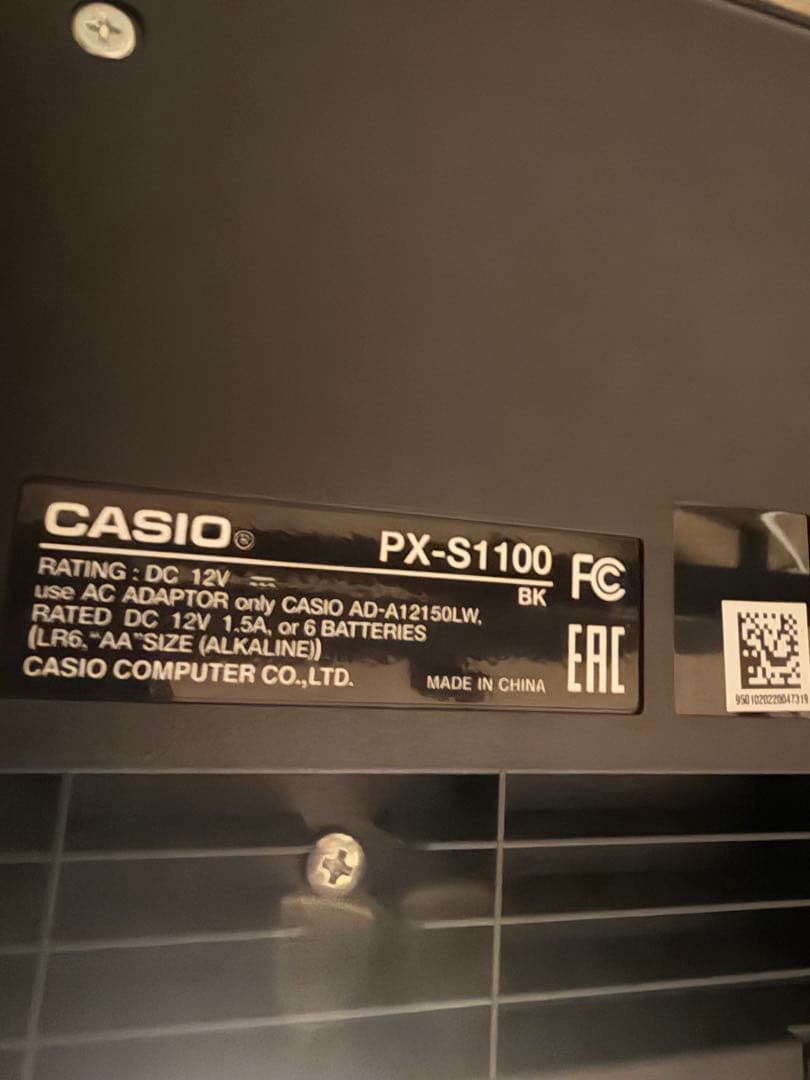 CASIO® PX-S1100
BK
RATING : DC 12V ⎓
use AC ADAPTOR only CASIO AD-A12150LW,
RATED DC 12V 1.5A, or 6 BATTERIES
(LR6,"AA"SIZE (ALKALINE))
CASIO COMPUTER CO.,LTD.
MADE IN CHINA
FC
EAC
9501020220047319